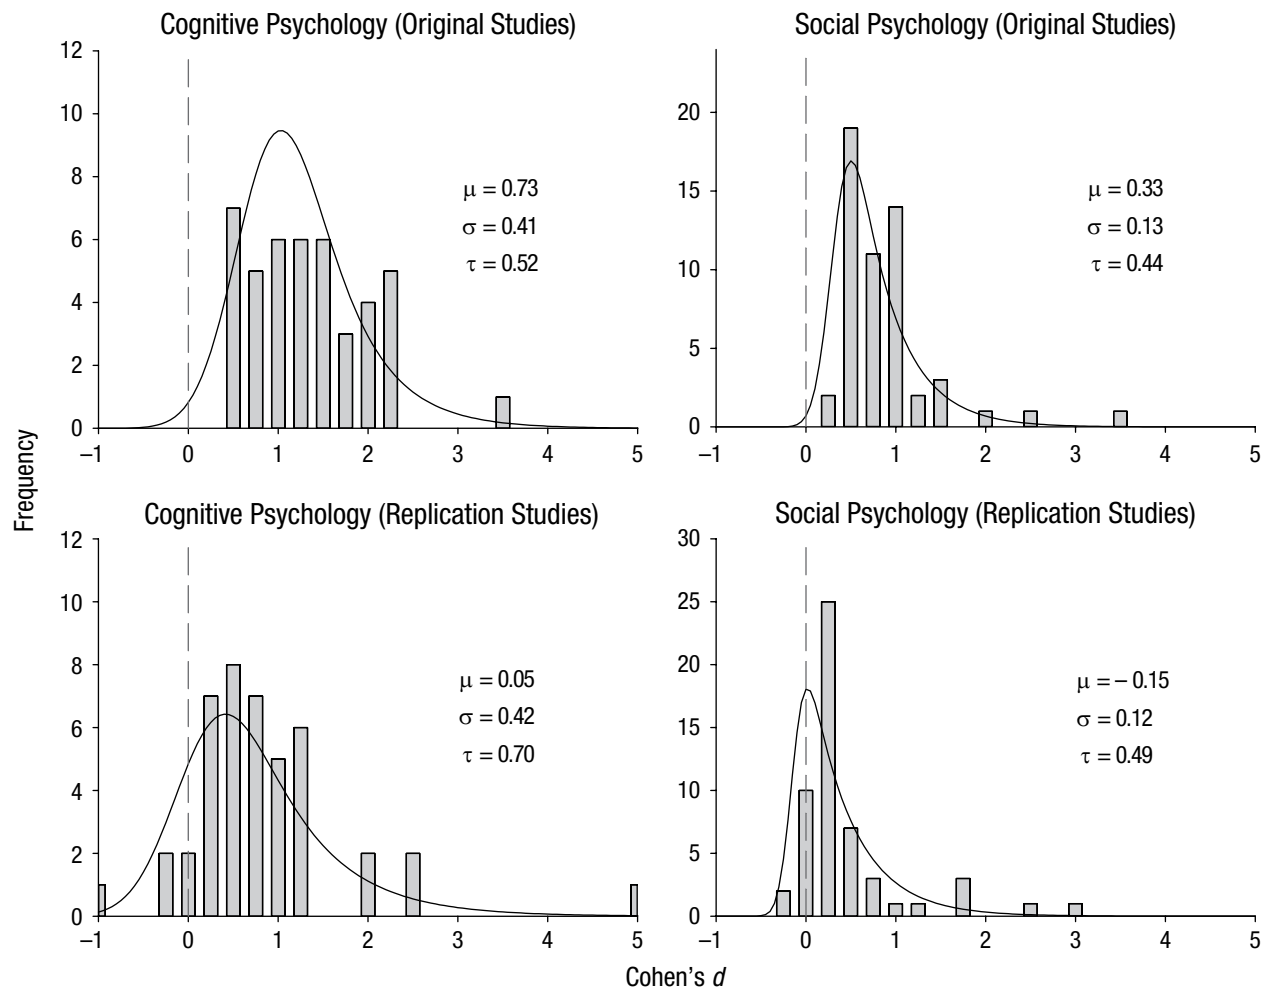 Cognitive Psychology (Original Studies)
12
10
8
6
4
2
0
–1 0 1 2 3 4 5
μ = 0.73
σ = 0.41
τ = 0.52
Social Psychology (Original Studies)
20
15
10
5
0
–1 0 1 2 3 4 5
μ = 0.33
σ = 0.13
τ = 0.44
Frequency
Cognitive Psychology (Replication Studies)
12
10
8
6
4
2
0
–1 0 1 2 3 4 5
μ = 0.05
σ = 0.42
τ = 0.70
Social Psychology (Replication Studies)
30
25
20
15
10
5
0
–1 0 1 2 3 4 5
μ = – 0.15
σ = 0.12
τ = 0.49
Cohen's d